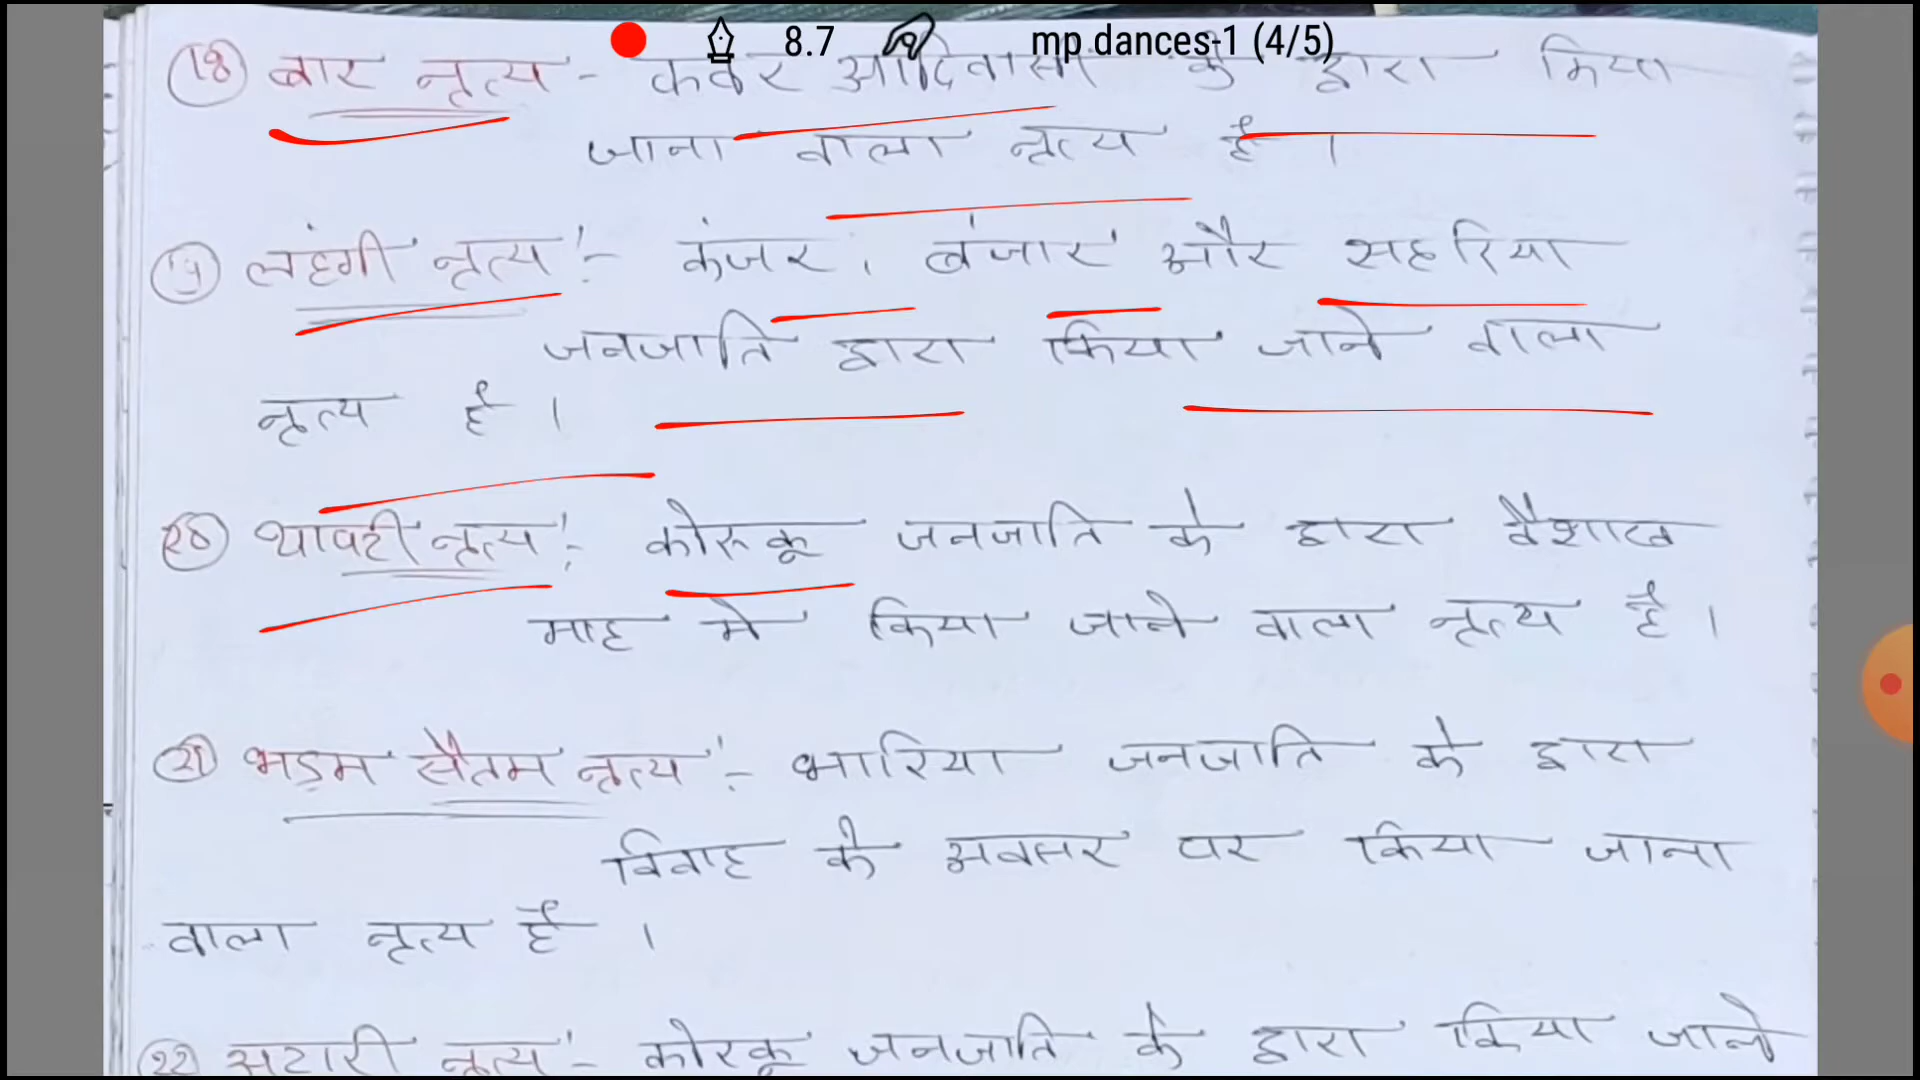 8.7 mp dances-1 (4/5)
(18) बार नृत्य - कंवर आदिवासी के द्वारा किया
जाना वाला नृत्य है ।
(19) लहंगी नृत्य :- कंजर, बंजारा और सहरिया
जनजाति द्वारा किया जाने वाला
नृत्य है ।
(20) थापटी नृत्य :- कोरकू जनजाति के द्वारा वैशाख
माह मे किया जाने वाला नृत्य है ।
(21) भड़म सैतम नृत्य :- भारिया जनजाति के द्वारा
विवाह के अवसर पर किया जाना
वाला नृत्य है ।
(22) सटारी नृत्य :- कोरकू जनजाति के द्वारा किया जाने